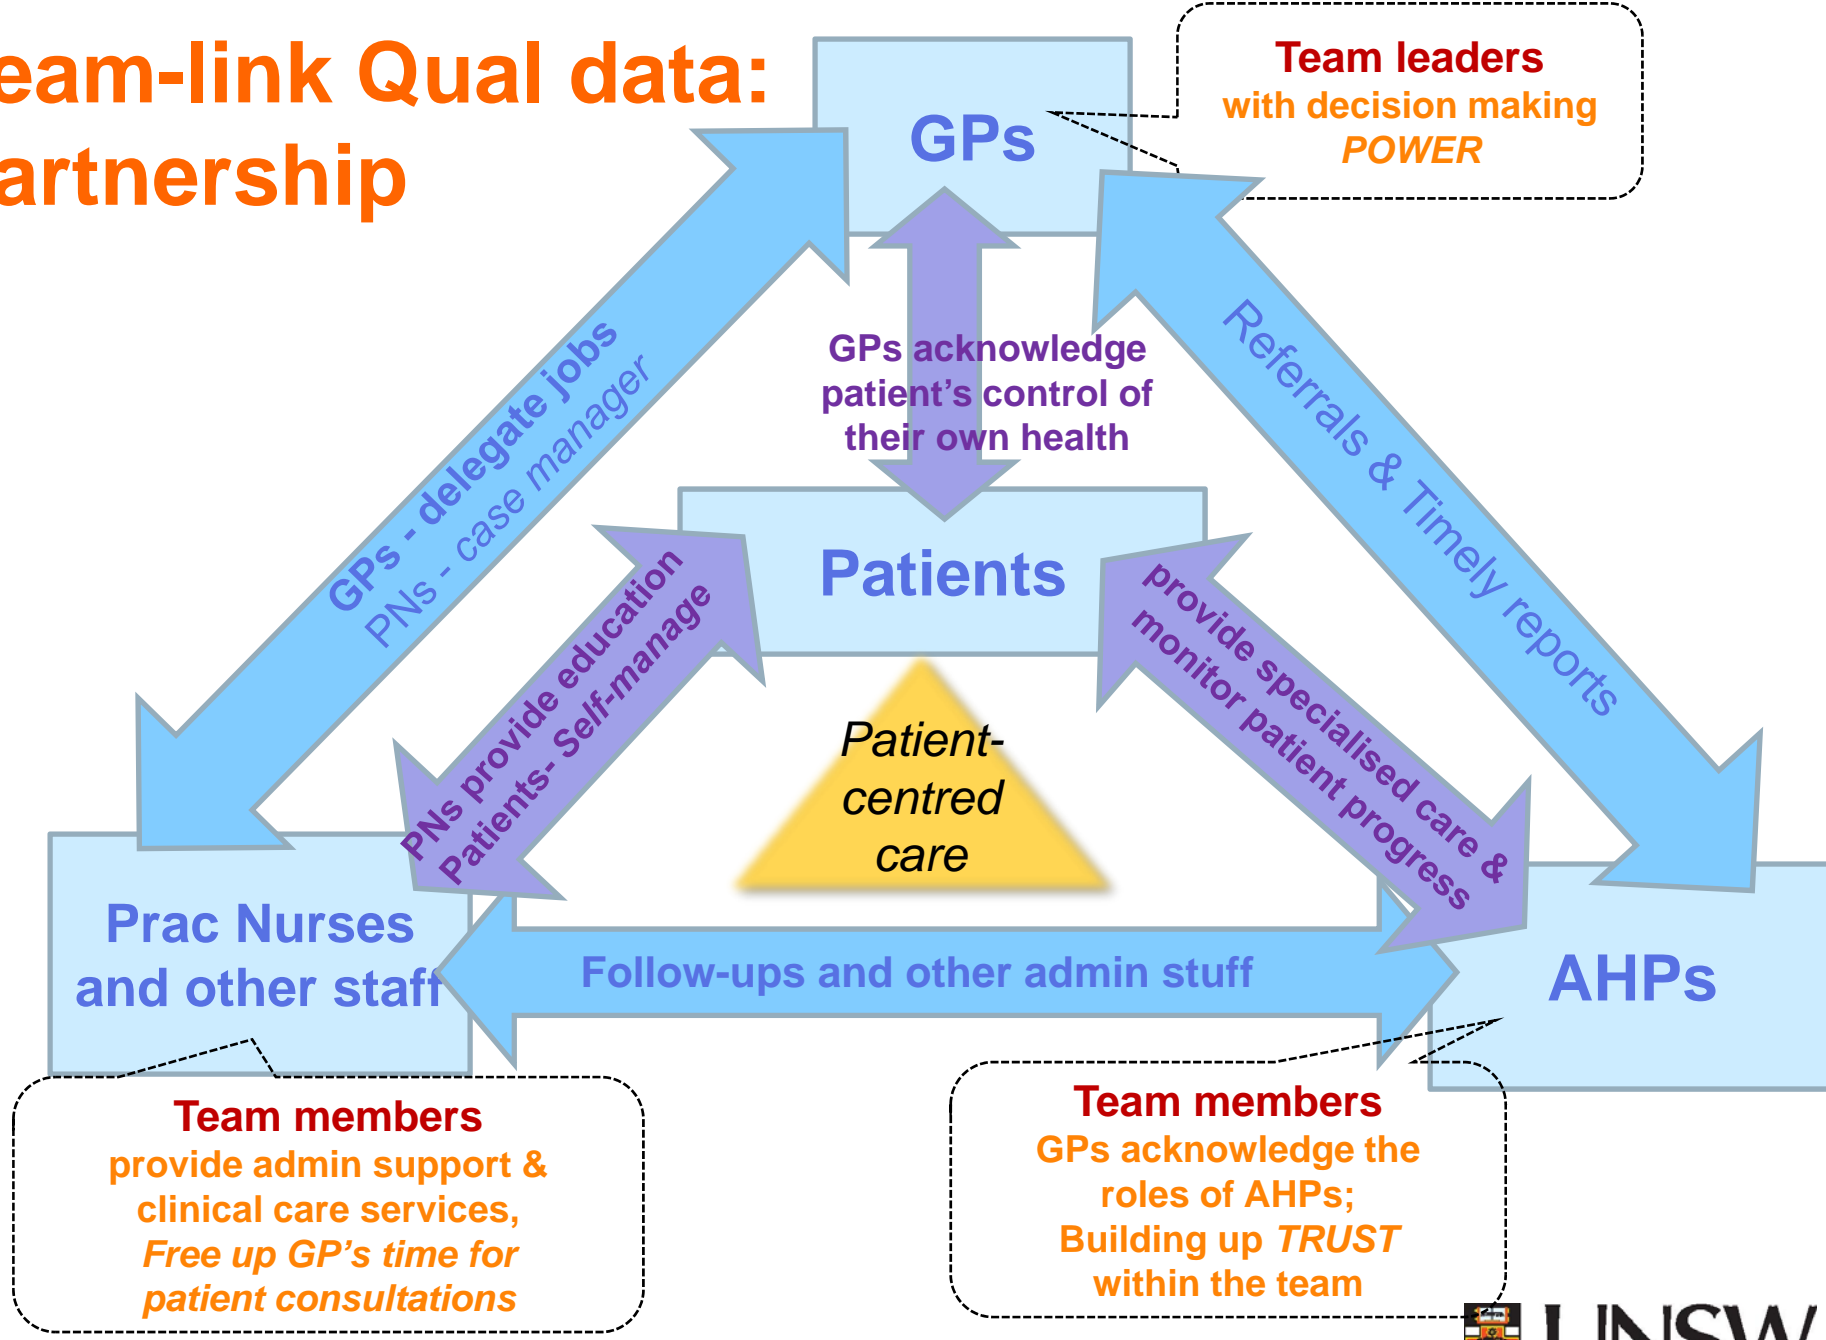 eam-link Qual data:
artnership
GPs
Team leaders
with decision making
POWER
GPs - delegate jobs
PNs - case manager
GPs acknowledge
patient’s control of
their own health
Referrals & Timely reports
Patients
PNs provide education
Patients- Self-manage
provide specialised care &
monitor patient progress
Patient-
centred
care
Prac Nurses
and other staff
Follow-ups and other admin stuff
AHPs
Team members
provide admin support &
clinical care services,
Free up GP’s time for
patient consultations
Team members
GPs acknowledge the
roles of AHPs;
Building up TRUST
within the team
UNSW